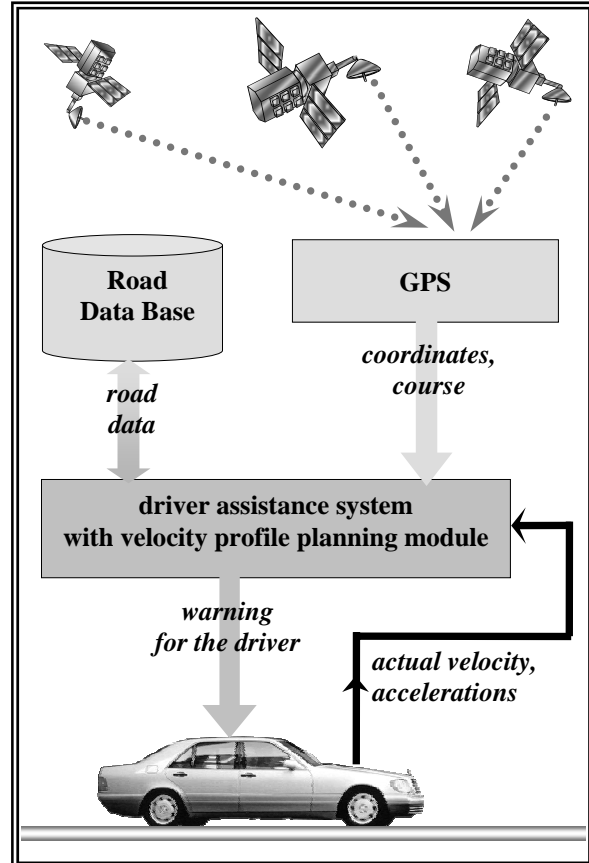 Road
Data Base
GPS
coordinates,
course
road
data
driver assistance system
with velocity profile planning module
warning
for the driver
actual velocity,
accelerations